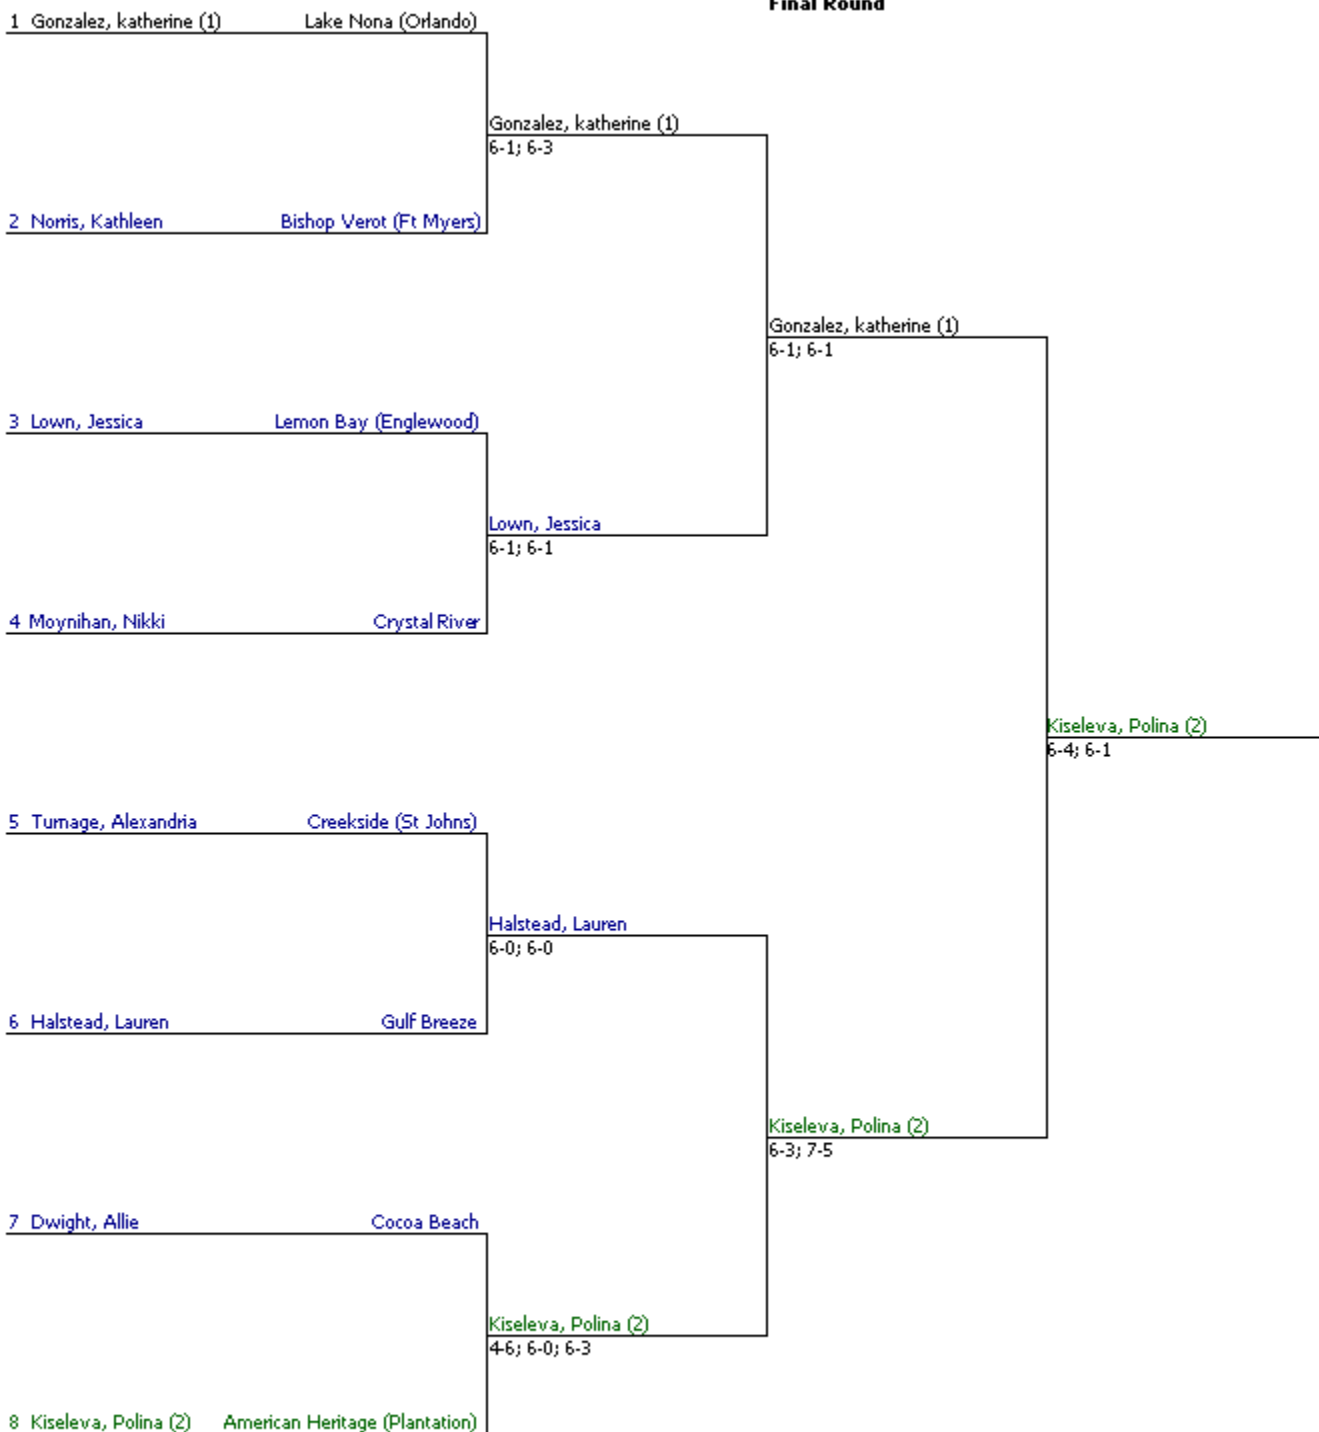 Final Round
1 Gonzalez, katherine (1) Lake Nona (Orlando)
Gonzalez, katherine (1)
6-1; 6-3
2 Norris, Kathleen Bishop Verot (Ft Myers)
Gonzalez, katherine (1)
6-1; 6-1
3 Lown, Jessica Lemon Bay (Englewood)
Lown, Jessica
6-1; 6-1
4 Moynihan, Nikki Crystal River
Kiseleva, Polina (2)
6-4; 6-1
5 Turnage, Alexandria Creekside (St Johns)
Halstead, Lauren
6-0; 6-0
6 Halstead, Lauren Gulf Breeze
Kiseleva, Polina (2)
6-3; 7-5
7 Dwight, Allie Cocoa Beach
Kiseleva, Polina (2)
4-6; 6-0; 6-3
8 Kiseleva, Polina (2) American Heritage (Plantation)